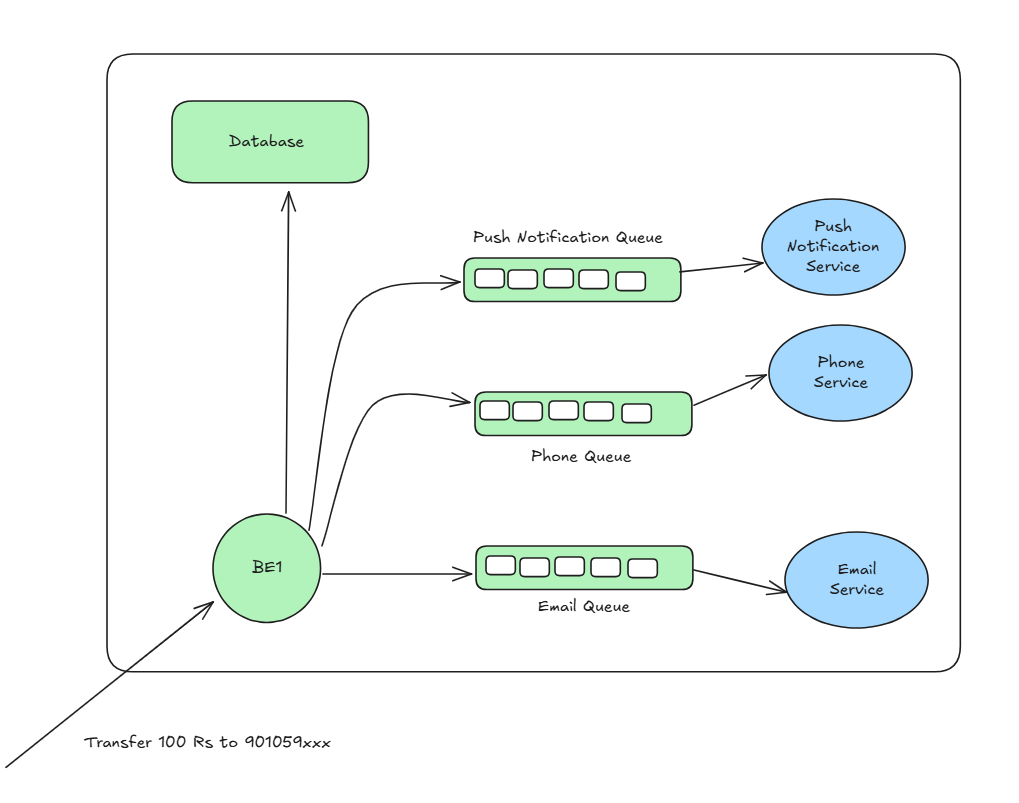 Database
Push Notification Queue
Push
Notification
Service
Phone
Service
Phone Queue
BE1
Email
Service
Email Queue
Transfer 100 Rs to 901059xxx